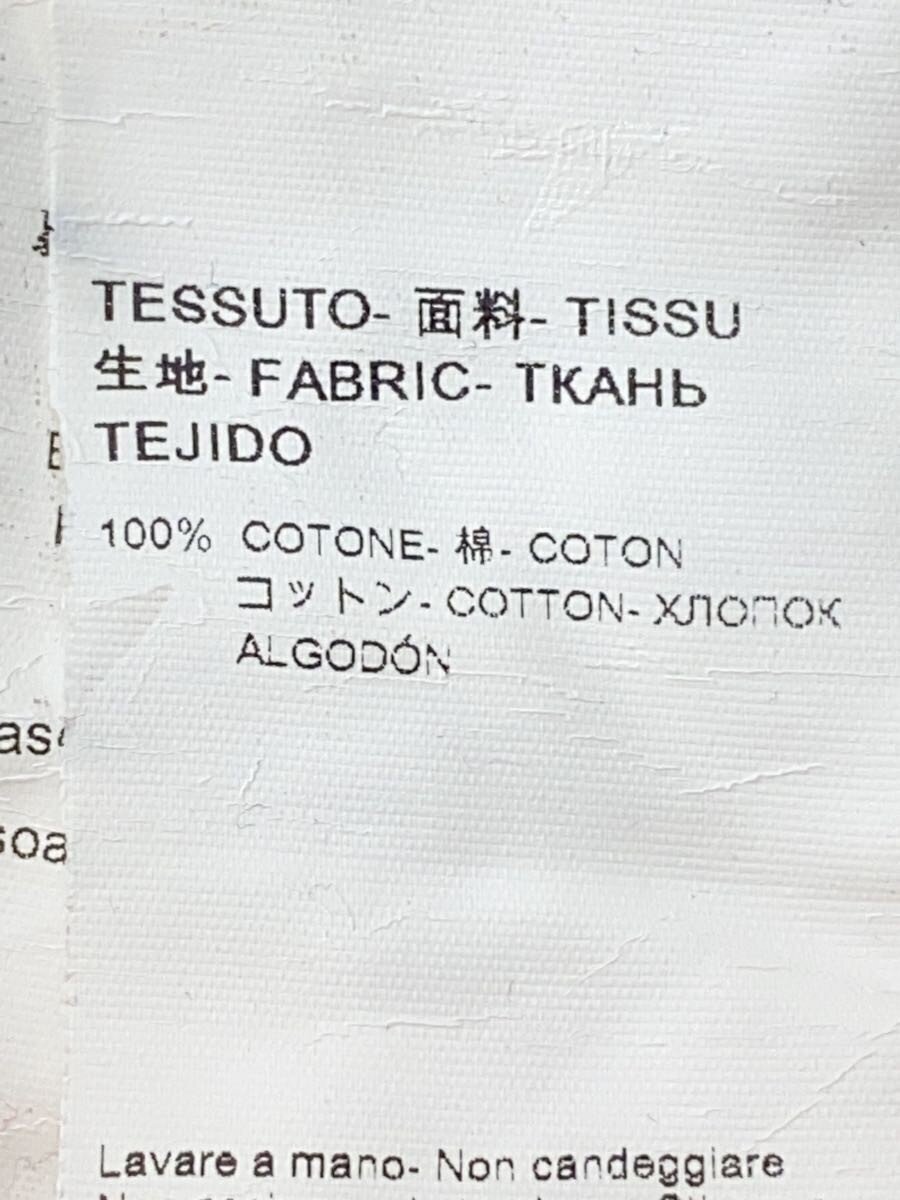 TESSUTO- 面料- TISSU
生地- FABRIC- ТКАНЬ
TEJIDO
100% COTONE- 棉- COTON
コットン- COTTON- ХЛОПОК
ALGODÓN
Lavare a mano- Non candeggiare